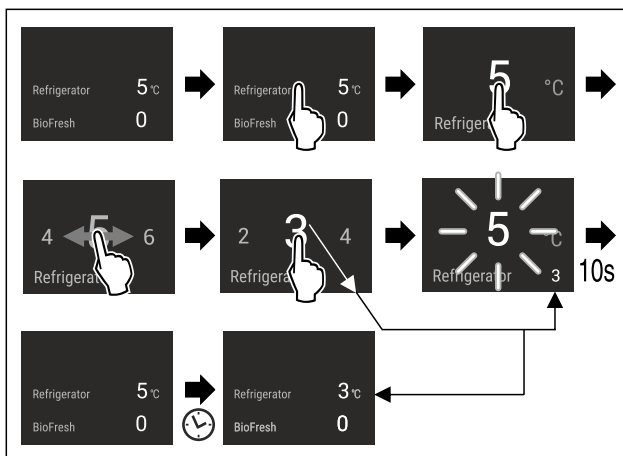 Refrigerator 5 °C
BioFresh 0
Refrigerator 5 °C
BioFresh 0
5 °C
4 5 6
Refrigerator
2 3 4
5 °C
Refrigerator 3
10s
Refrigerator 5 °C
BioFresh 0
Refrigerator 3 °C
BioFresh 0